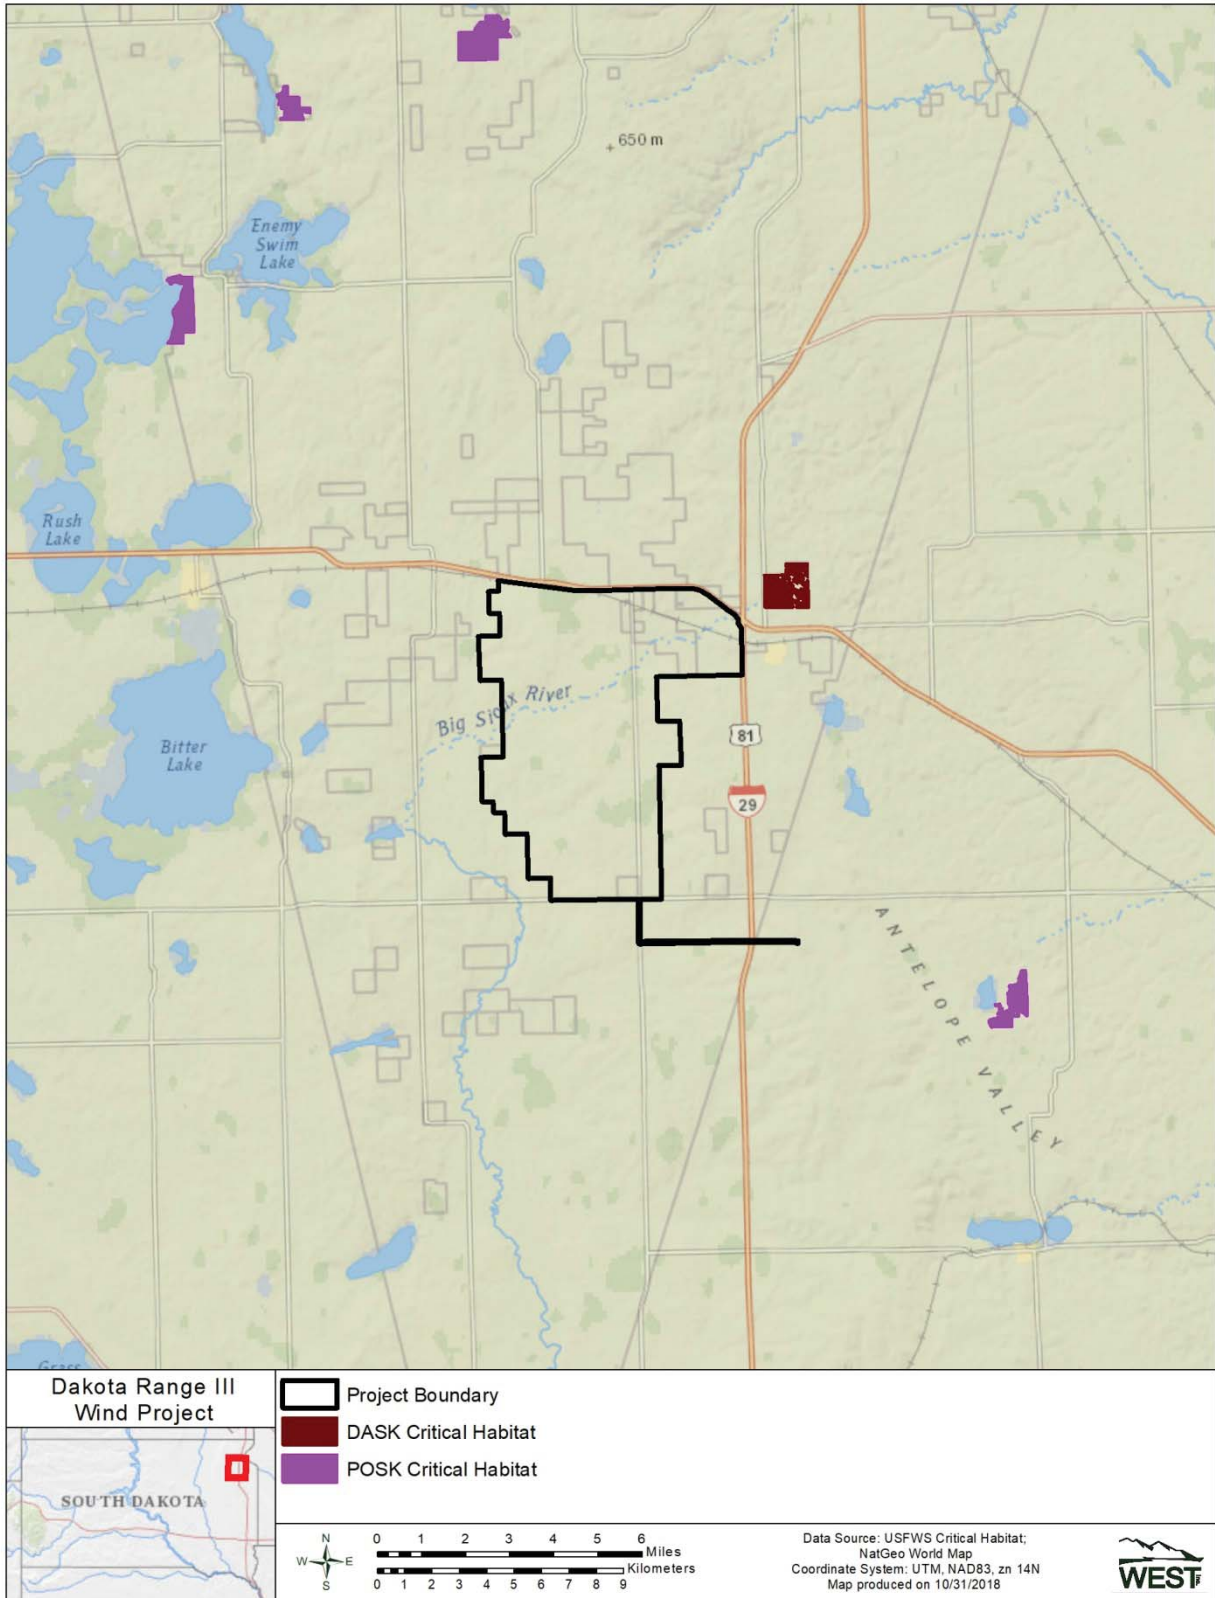 650 m
Enemy
Swim
Lake
Rush
Lake
Big Sioux River
Bitter
Lake
81
29
ANTELOPE VALLEY
Grass
Dakota Range III
Wind Project
SOUTH DAKOTA
Project Boundary
DASK Critical Habitat
POSK Critical Habitat
N
W E
S
0 1 2 3 4 5 6
Miles
Kilometers
0 1 2 3 4 5 6 7 8 9
Data Source: USFWS Critical Habitat;
NatGeo World Map
Coordinate System: UTM, NAD83, zn 14N
Map produced on 10/31/2018
WEST